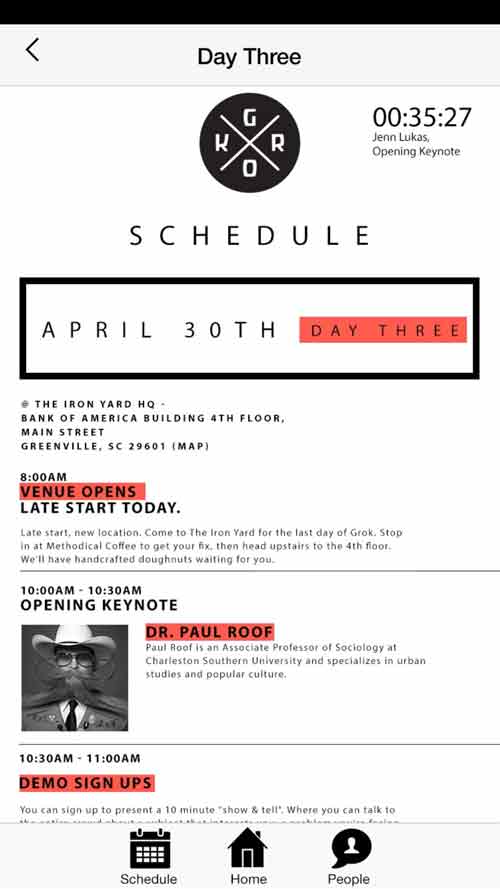 Day Three
G
K R
O
00:35:27
Jenn Lukas,
Opening Keynote
SCHEDULE
APRIL 30TH DAY THREE
@ THE IRON YARD HQ -
BANK OF AMERICA BUILDING 4TH FLOOR,
MAIN STREET
GREENVILLE, SC 29601 (MAP)
8:00AM
VENUE OPENS
LATE START TODAY.
Late start, new location. Come to The Iron Yard for the last day of Grok. Stop
in at Methodical Coffee to get your fix, then head upstairs to the 4th floor.
We'll have handcrafted doughnuts waiting for you.
10:00AM - 10:30AM
OPENING KEYNOTE
DR. PAUL ROOF
Paul Roof is an Associate Professor of Sociology at
Charleston Southern University and specializes in urban
studies and popular culture.
10:30AM - 11:00AM
DEMO SIGN UPS
You can sign up to present a 10 minute "show & tell". Where you can talk to
Schedule
Home
People